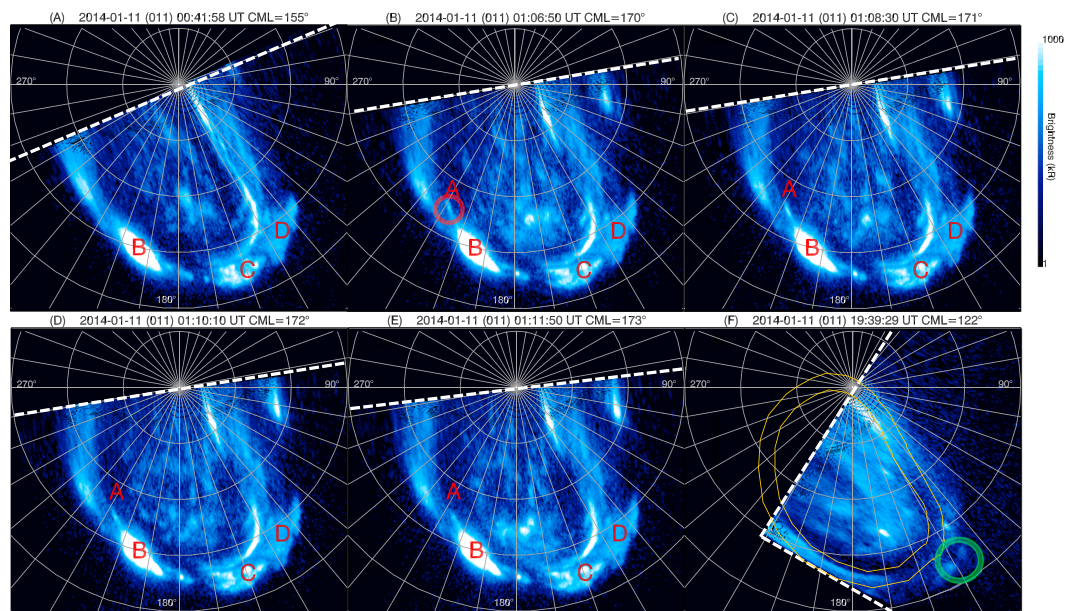 (A) 2014-01-11 (011) 00:41:58 UT CML=155°
(B) 2014-01-11 (011) 01:06:50 UT CML=170°
(C) 2014-01-11 (011) 01:08:30 UT CML=171°
270°
90°
B
C
D
180°
270°
90°
A
B
C
D
180°
270°
90°
A
B
C
D
180°
1000
Brightness (kR)
1
(D) 2014-01-11 (011) 01:10:10 UT CML=172°
(E) 2014-01-11 (011) 01:11:50 UT CML=173°
(F) 2014-01-11 (011) 19:39:29 UT CML=122°
270°
90°
A
B
C
D
180°
270°
90°
A
B
C
D
180°
270°
90°
180°